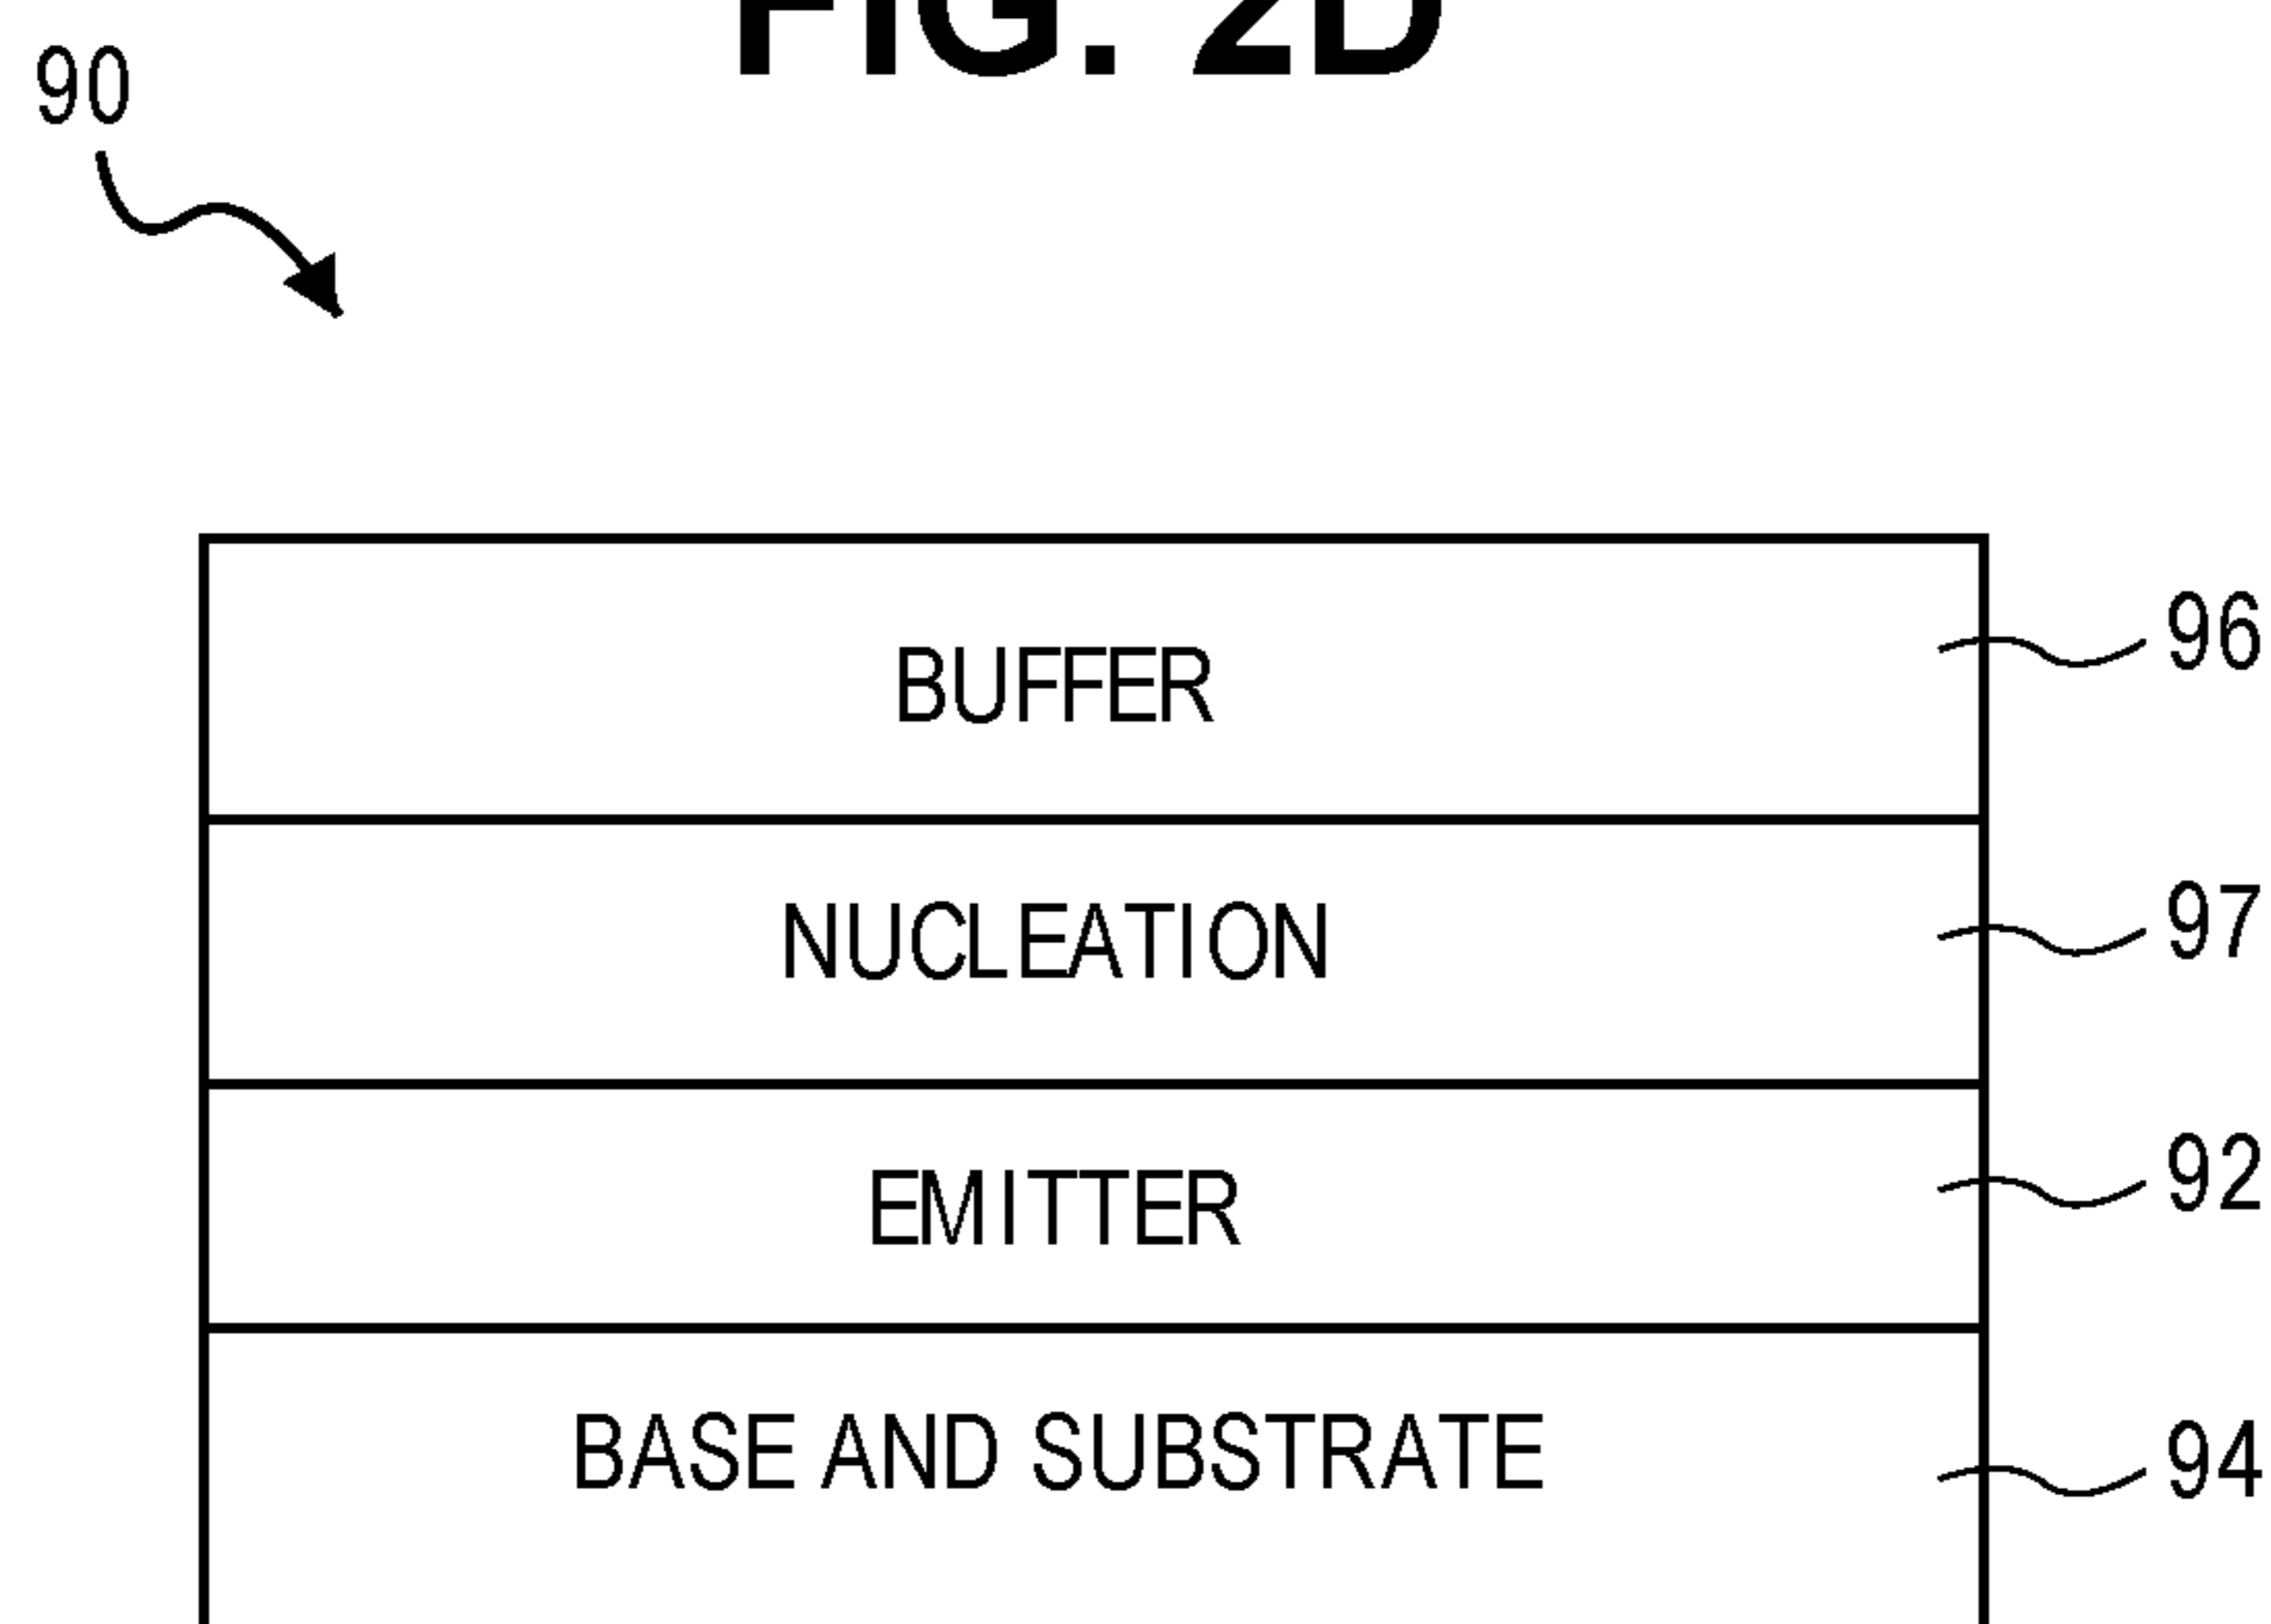 FIG. 2D
90
BUFFER 96
NUCLEATION 97
EMITTER 92
BASE AND SUBSTRATE 94